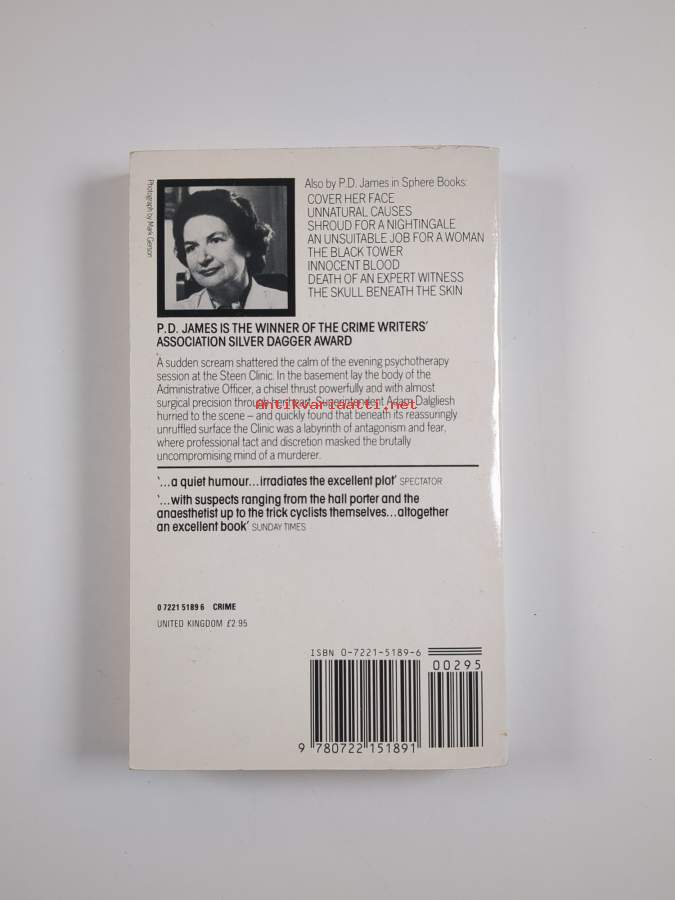 Photograph by Mark Gerson
Also by P.D. James in Sphere Books:
COVER HER FACE
UNNATURAL CAUSES
SHROUD FOR A NIGHTINGALE
AN UNSUITABLE JOB FOR A WOMAN
THE BLACK TOWER
INNOCENT BLOOD
DEATH OF AN EXPERT WITNESS
THE SKULL BENEATH THE SKIN
P.D. JAMES IS THE WINNER OF THE CRIME WRITERS'
ASSOCIATION SILVER DAGGER AWARD
A sudden scream shattered the calm of the evening psychotherapy
session at the Steen Clinic. In the basement lay the body of the
Administrative Officer, a chisel thrust powerfully and with almost
surgical precision through her heart. Superintendent Adam Dalgliesh
antikvariaatti.net
hurried to the scene – and quickly found that beneath its reassuringly
unruffled surface the Clinic was a labyrinth of antagonism and fear,
where professional tact and discretion masked the brutally
uncompromising mind of a murderer.
'...a quiet humour...irradiates the excellent plot' SPECTATOR
'...with suspects ranging from the hall porter and the
anaesthetist up to the trick cyclists themselves...altogether
an excellent book' SUNDAY TIMES
0 7221 5189 6 CRIME
UNITED KINGDOM £2.95
ISBN 0-7221-5189-6
00295
9 780722 151891